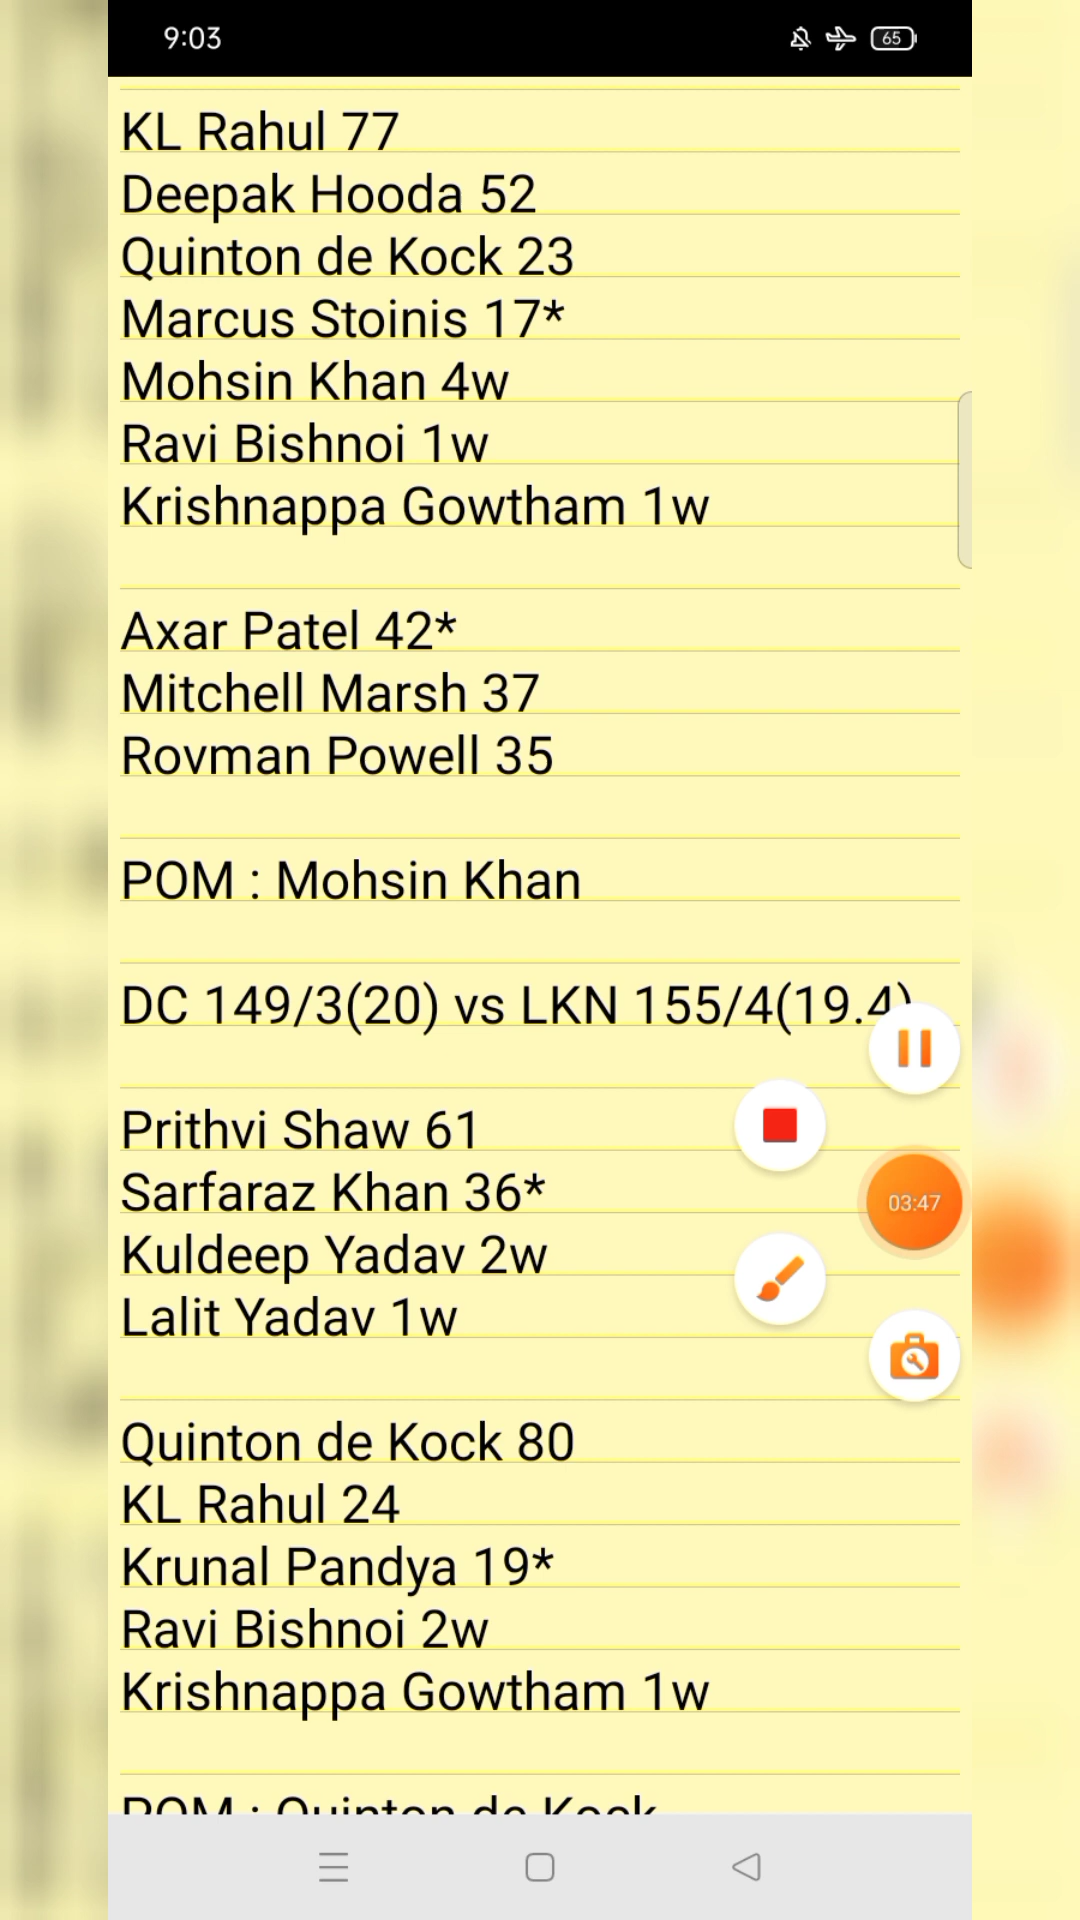 9:03
65
KL Rahul 77
Deepak Hooda 52
Quinton de Kock 23
Marcus Stoinis 17*
Mohsin Khan 4w
Ravi Bishnoi 1w
Krishnappa Gowtham 1w
Axar Patel 42*
Mitchell Marsh 37
Rovman Powell 35
POM : Mohsin Khan
DC 149/3(20) vs LKN 155/4(19.4)
Prithvi Shaw 61
Sarfaraz Khan 36*
03:47
Kuldeep Yadav 2w
Lalit Yadav 1w
Quinton de Kock 80
KL Rahul 24
Krunal Pandya 19*
Ravi Bishnoi 2w
Krishnappa Gowtham 1w
POM : Quinton de Kock